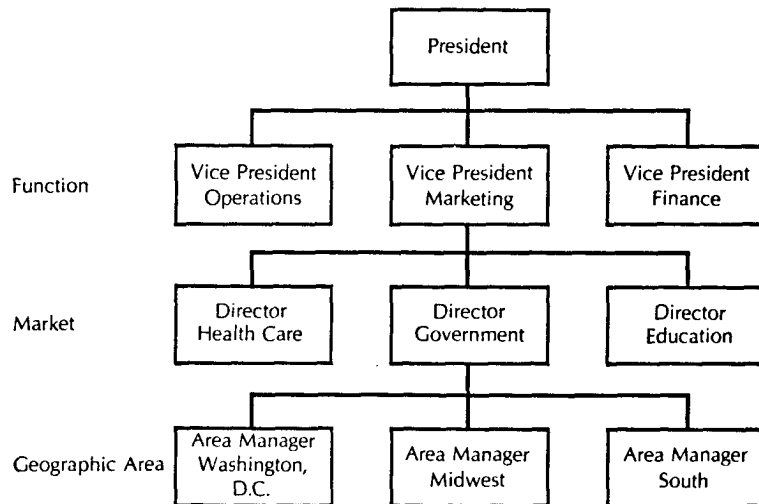 President
Function
Vice President
Operations
Vice President
Marketing
Vice President
Finance
Market
Director
Health Care
Director
Government
Director
Education
Geographic Area
Area Manager
Washington,
D.C.
Area Manager
Midwest
Area Manager
South